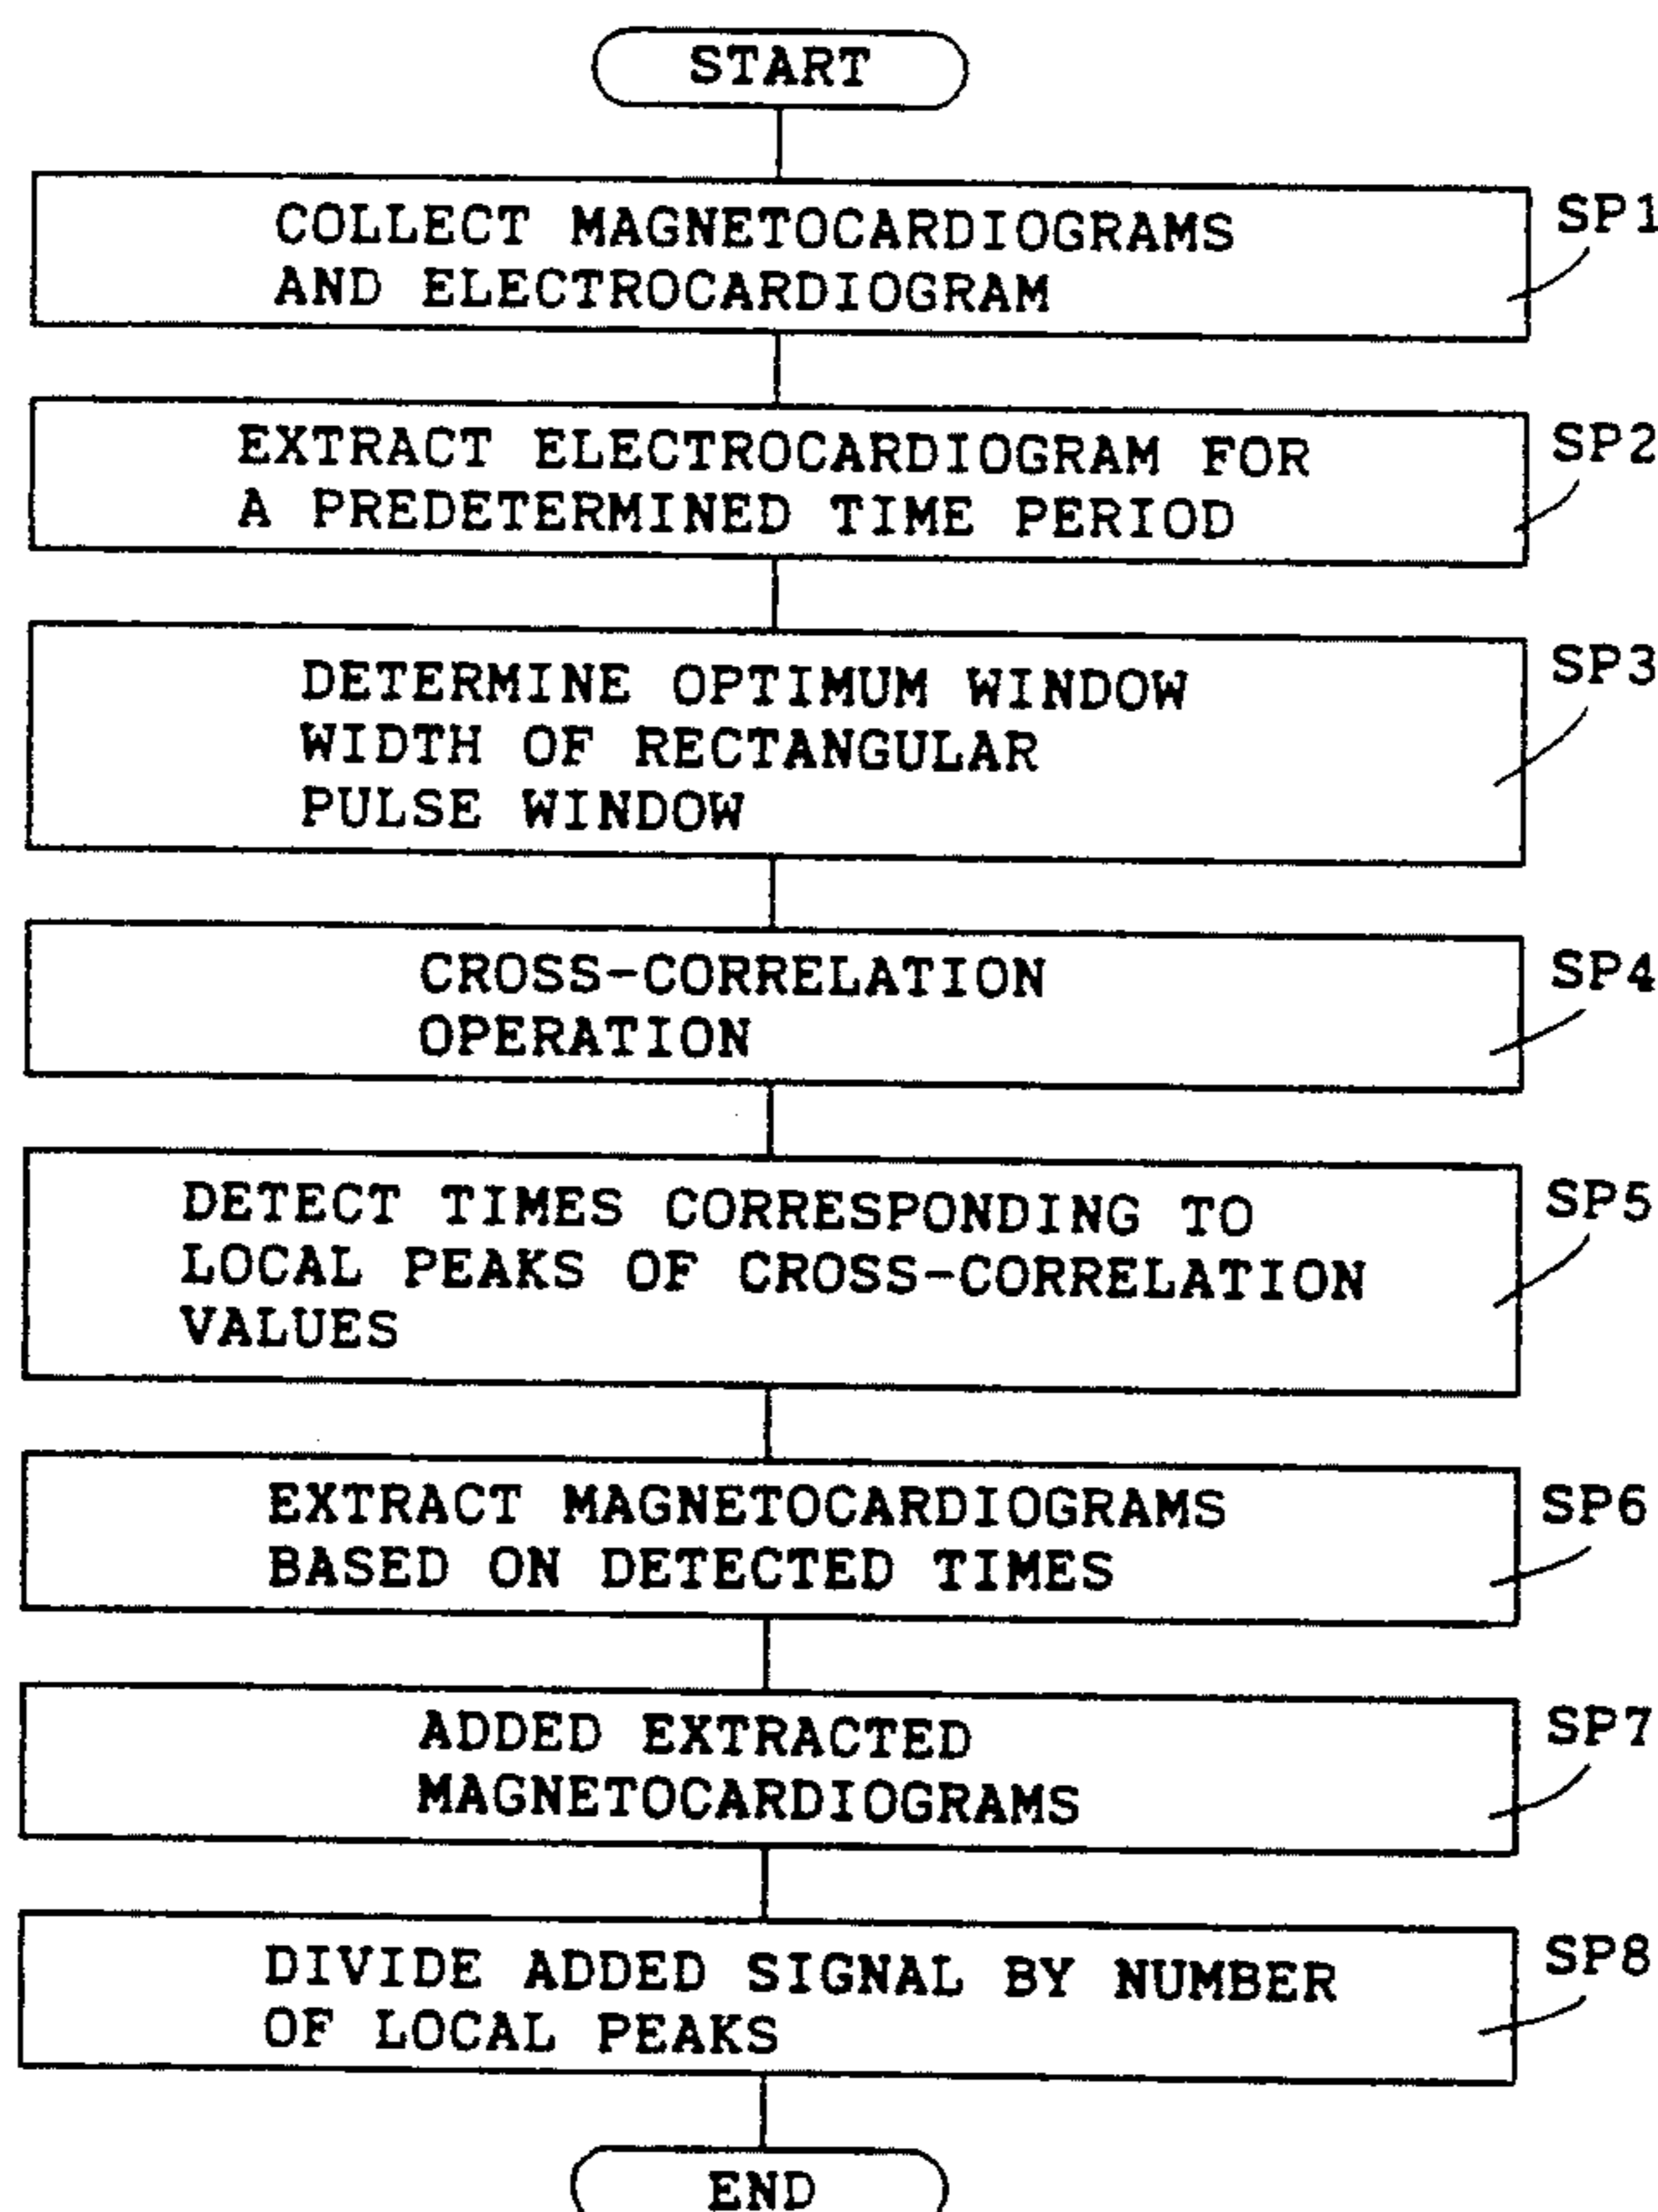 START
COLLECT MAGNETOCARDIOGRAMS
AND ELECTROCARDIOGRAM
SP1
EXTRACT ELECTROCARDIOGRAM FOR
A PREDETERMINED TIME PERIOD
SP2
DETERMINE OPTIMUM WINDOW
WIDTH OF RECTANGULAR
PULSE WINDOW
SP3
CROSS-CORRELATION
OPERATION
SP4
DETECT TIMES CORRESPONDING TO
LOCAL PEAKS OF CROSS-CORRELATION
VALUES
SP5
EXTRACT MAGNETOCARDIOGRAMS
BASED ON DETECTED TIMES
SP6
ADDED EXTRACTED
MAGNETOCARDIOGRAMS
SP7
DIVIDE ADDED SIGNAL BY NUMBER
OF LOCAL PEAKS
SP8
END